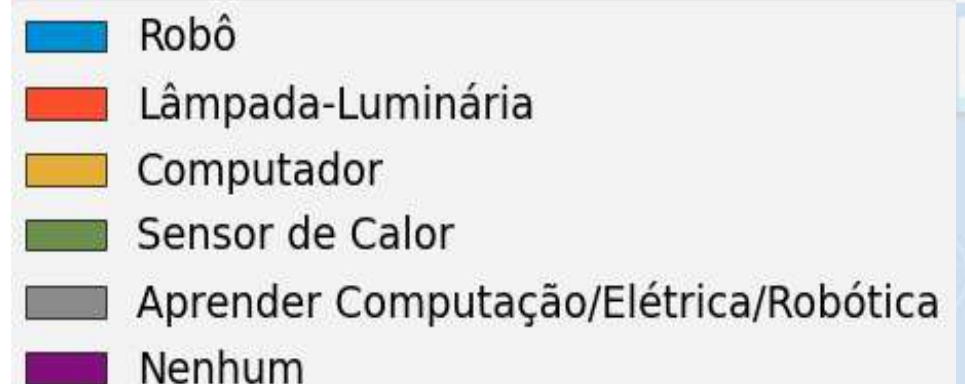 Robô
Lâmpada-Luminária
Computador
Sensor de Calor
Aprender Computação/Elétrica/Robótica
Nenhum